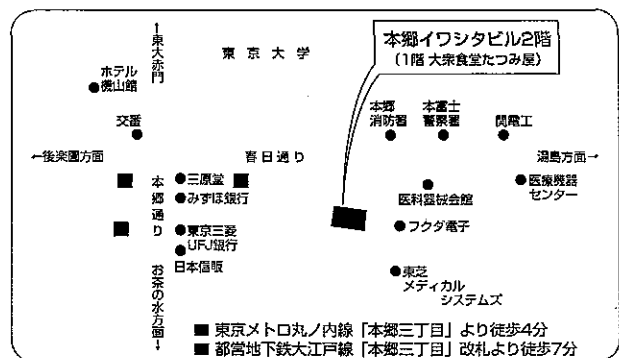 ←東大赤門
東京大学
本郷イワシタビル2階
(1階 大衆食堂たつみ屋)
ホテル
機山館
交番
本郷
消防署
本富士
警察署
関電工
←後楽園方面
春日通り
湯島方面→
三原堂
みずほ銀行
医科器械会館
医療機器
センター
本郷通り
東京三菱
UFJ銀行
日本信販
フクダ電子
お茶の水方面→
東芝
メディカル
システムズ
■ 東京メトロ丸ノ内線「本郷三丁目」より徒歩4分
■ 都営地下鉄大江戸線「本郷三丁目」改札より徒歩7分